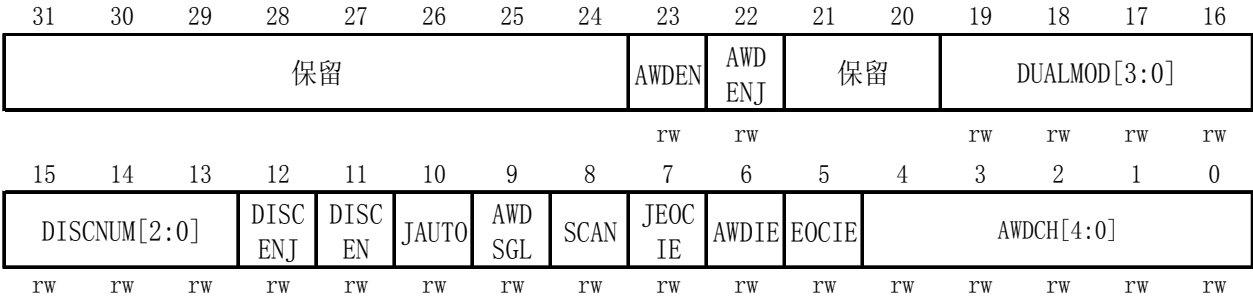 31 30 29 28 27 26 25 24 23 22 21 20 19 18 17 16
保留 AWDEN AWD ENJ 保留 DUALMOD[3:0]
rw rw rw rw rw rw
15 14 13 12 11 10 9 8 7 6 5 4 3 2 1 0
DISCNUM[2:0] DISC ENJ DISC EN JAUTO AWD SGL SCAN JEOC IE AWDIE EOCIE AWDCH[4:0]
rw rw rw rw rw rw rw rw rw rw rw rw rw rw rw rw